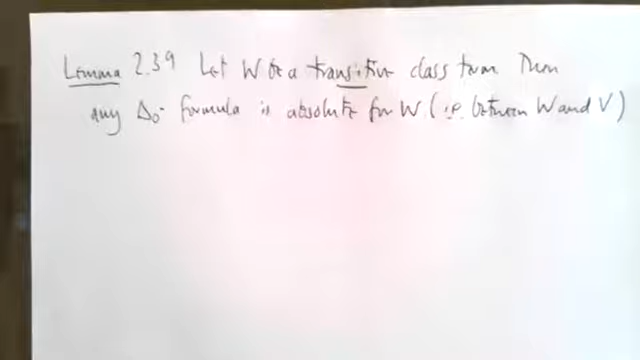 Lemma 2.39 Let W be a transitive class term. Then
any Δ₀- formula is absolute for W. (i.e. between W and V)